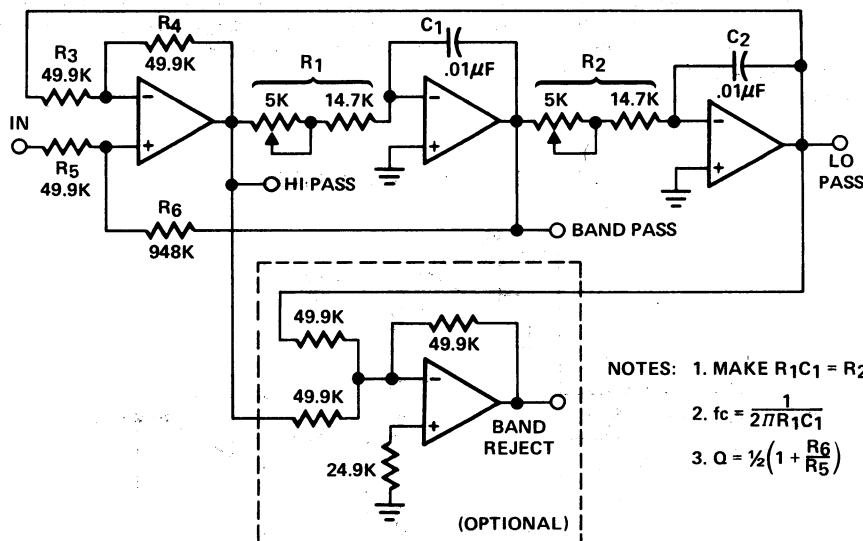 R4
49.9K
R3
49.9K
IN
R5
49.9K
R6
948K
R1
5K
14.7K
C1
.01µF
R2
5K
14.7K
C2
.01µF
HI PASS
BAND PASS
LO
PASS
49.9K
49.9K
49.9K
24.9K
BAND
REJECT
(OPTIONAL)
NOTES: 1. MAKE R1C1 = R2
2. fc = 1/2πR1C1
3. Q = ½(1 + R6/R5)